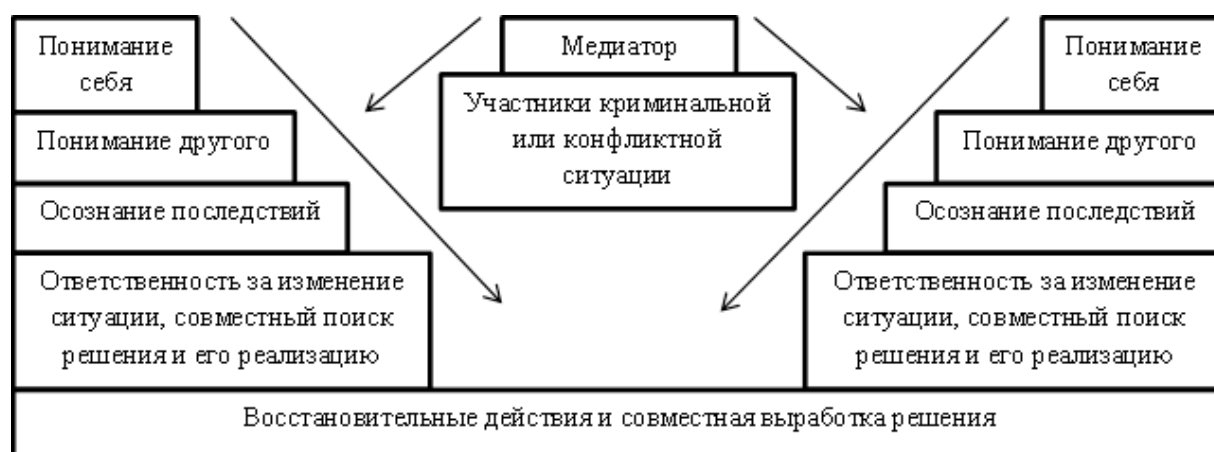 Понимание
себя
Понимание другого
Осознание последствий
Ответственность за изменение
ситуации, совместный поиск
решения и его реализацию
Медиатор
Участники криминальной
или конфликтной
ситуации
Понимание
себя
Понимание другого
Осознание последствий
Ответственность за изменение
ситуации, совместный поиск
решения и его реализацию
Восстановительные действия и совместная выработка решения